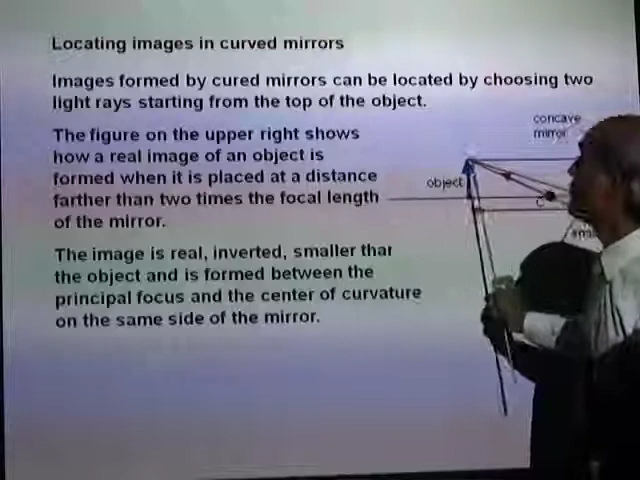 Locating images in curved mirrors
Images formed by cured mirrors can be located by choosing two
light rays starting from the top of the object.
The figure on the upper right shows
how a real image of an object is
formed when it is placed at a distance
farther than two times the focal length
of the mirror.
The image is real, inverted, smaller than
the object and is formed between the
principal focus and the center of curvature
on the same side of the mirror.
concave
mirror
object
C